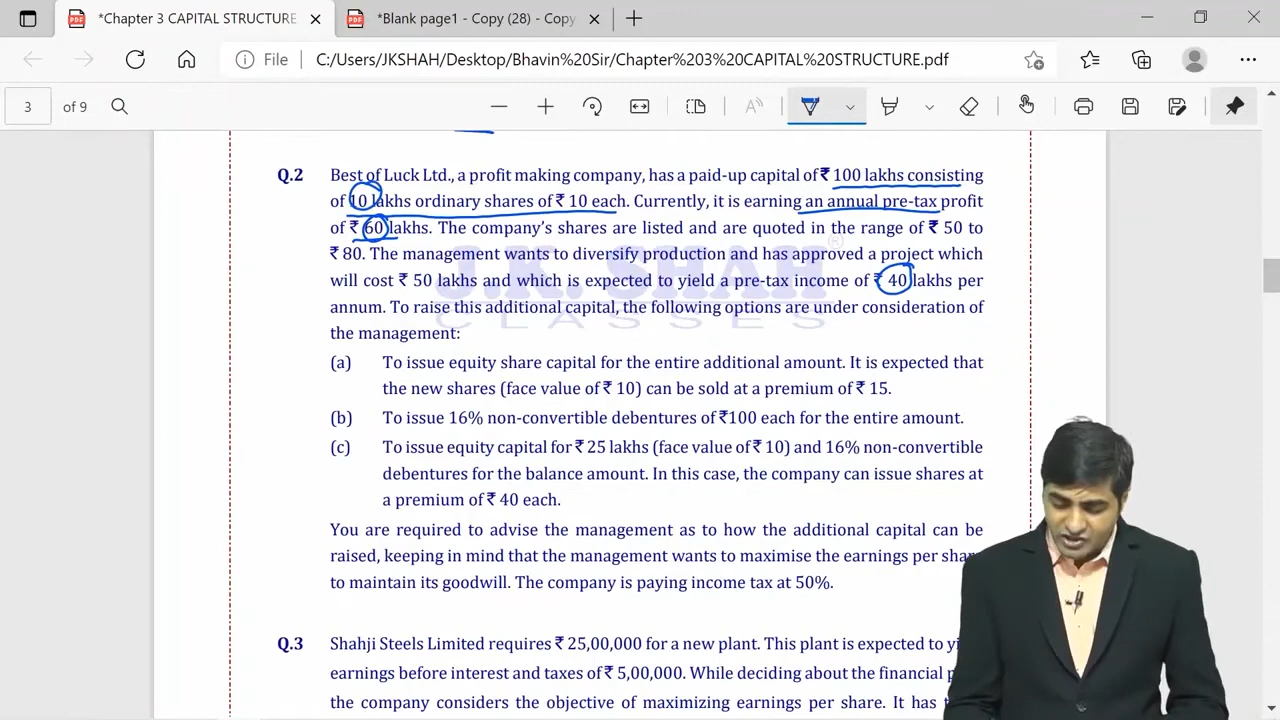 *Chapter 3 CAPITAL STRUCTURE
*Blank page1 - Copy (28) - Copy
File
C:/Users/JKSHAH/Desktop/Bhavin%20Sir/Chapter%203%20CAPITAL%20STRUCTURE.pdf
3 of 9
Q.2 Best of Luck Ltd., a profit making company, has a paid-up capital of ₹ 100 lakhs consisting
of 10 lakhs ordinary shares of ₹ 10 each. Currently, it is earning an annual pre-tax profit
of ₹ 60 lakhs. The company's shares are listed and are quoted in the range of ₹ 50 to
₹ 80. The management wants to diversify production and has approved a project which
will cost ₹ 50 lakhs and which is expected to yield a pre-tax income of ₹ 40 lakhs per
annum. To raise this additional capital, the following options are under consideration of
the management:
(a) To issue equity share capital for the entire additional amount. It is expected that
the new shares (face value of ₹ 10) can be sold at a premium of ₹ 15.
(b) To issue 16% non-convertible debentures of ₹100 each for the entire amount.
(c) To issue equity capital for ₹ 25 lakhs (face value of ₹ 10) and 16% non-convertible
debentures for the balance amount. In this case, the company can issue shares at
a premium of ₹ 40 each.
You are required to advise the management as to how the additional capital can be
raised, keeping in mind that the management wants to maximise the earnings per
to maintain its goodwill. The company is paying income tax at 50%.
Q.3 Shahji Steels Limited requires ₹ 25,00,000 for a new plant. This plant is expected to
earnings before interest and taxes of ₹ 5,00,000. While deciding about the financial
the company considers the objective of maximizing earnings per share. It has
J.K. SHAH®
CLASSES